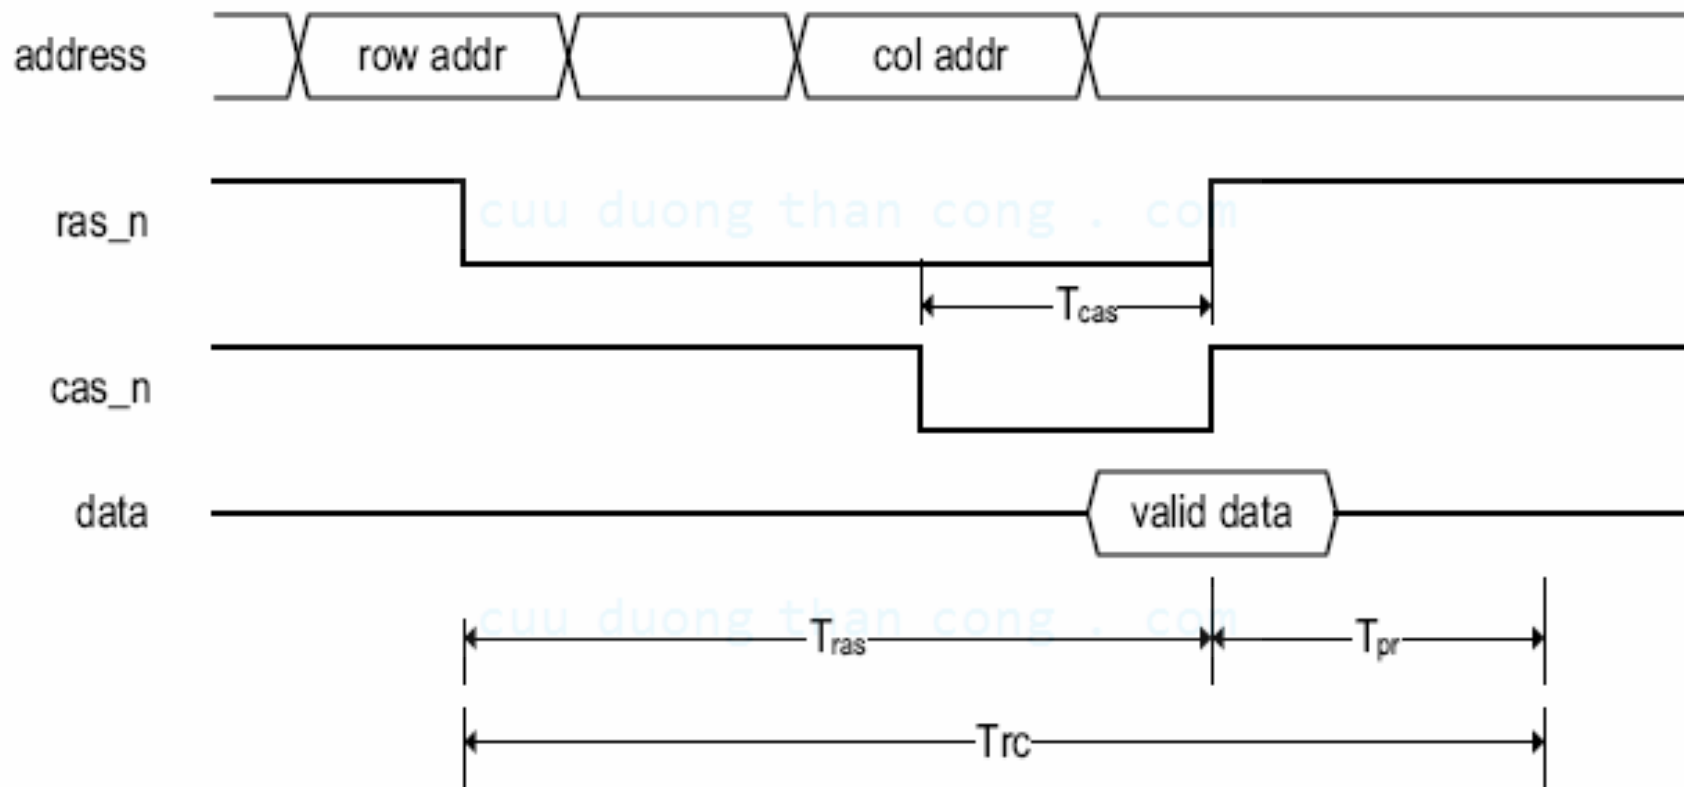 address row addr col addr
ras_n cuu duong than cong . com
Tcas
cas_n
data valid data
cuu duong than cong . com
Tras Tpr
Trc